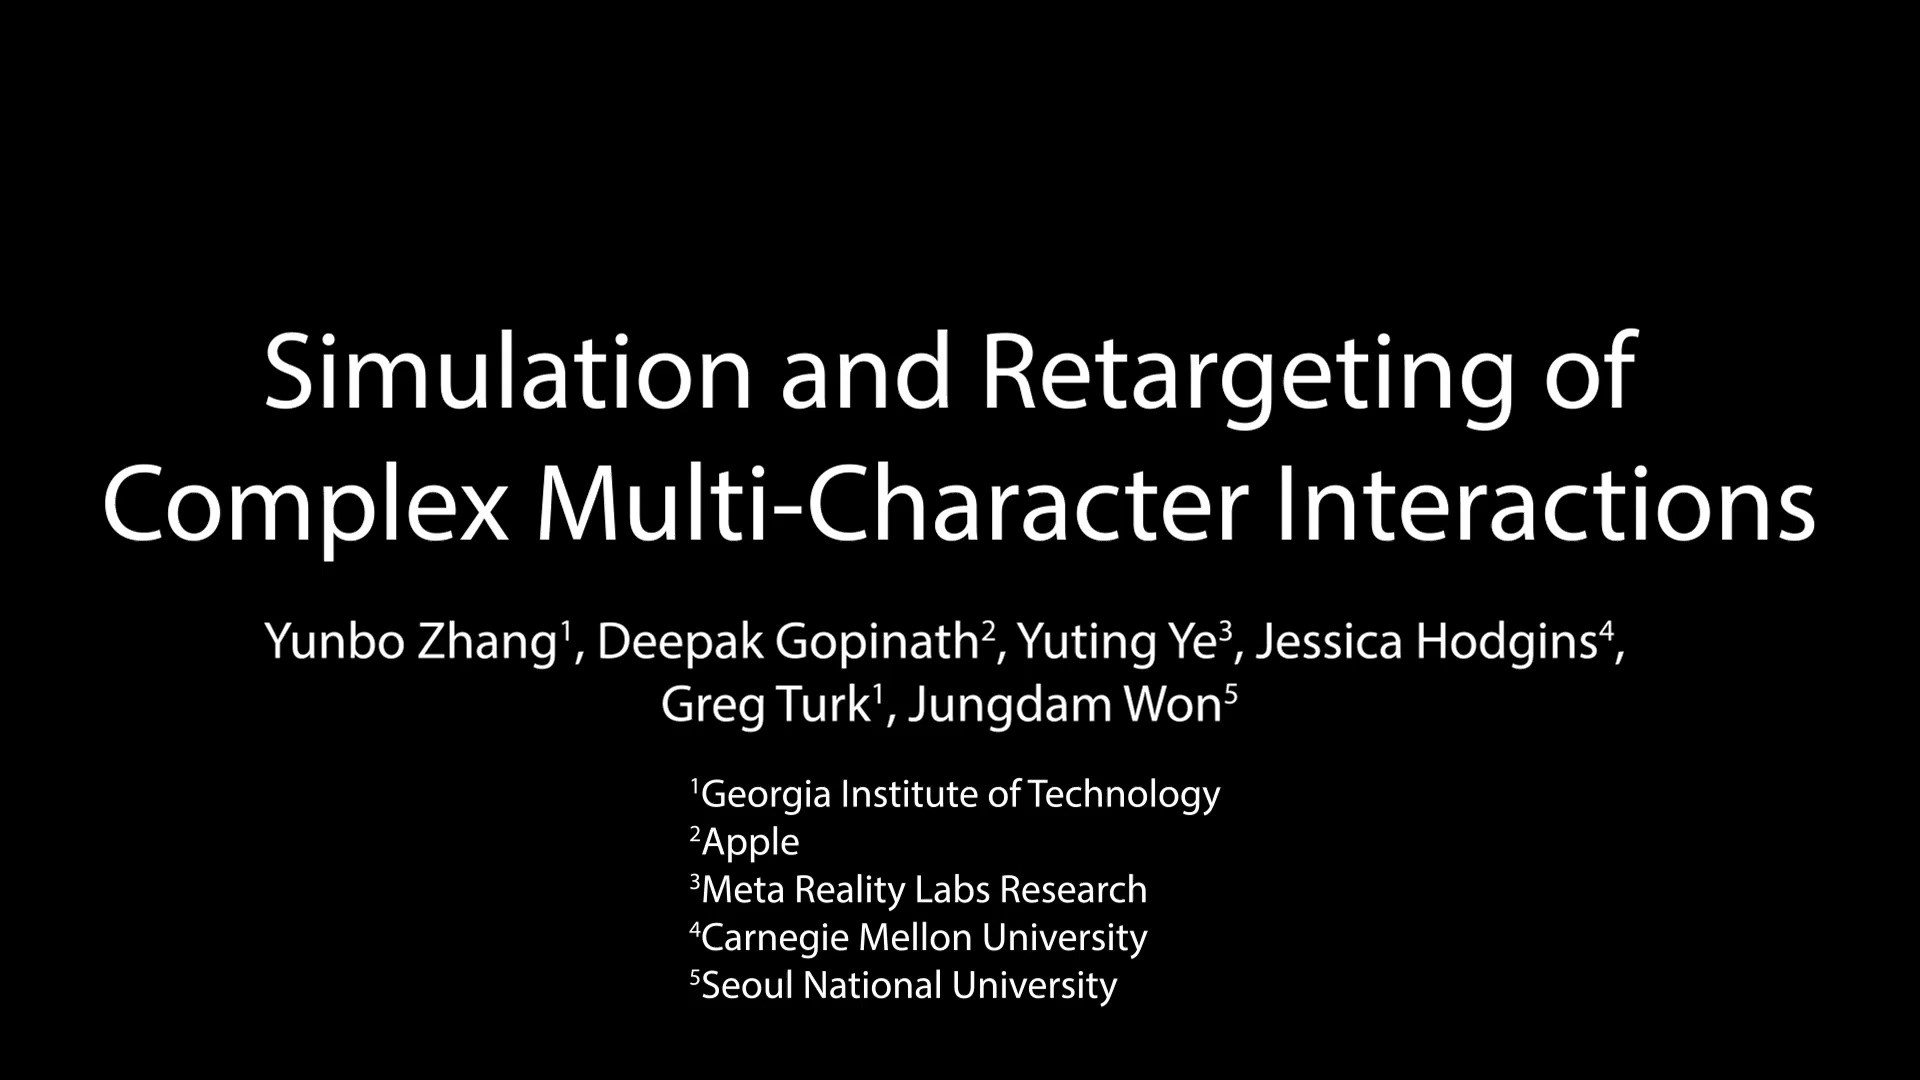 Simulation and Retargeting of
Complex Multi-Character Interactions
Yunbo Zhang¹, Deepak Gopinath², Yuting Ye³, Jessica Hodgins⁴,
Greg Turk¹, Jungdam Won⁵
¹Georgia Institute of Technology
²Apple
³Meta Reality Labs Research
⁴Carnegie Mellon University
⁵Seoul National University